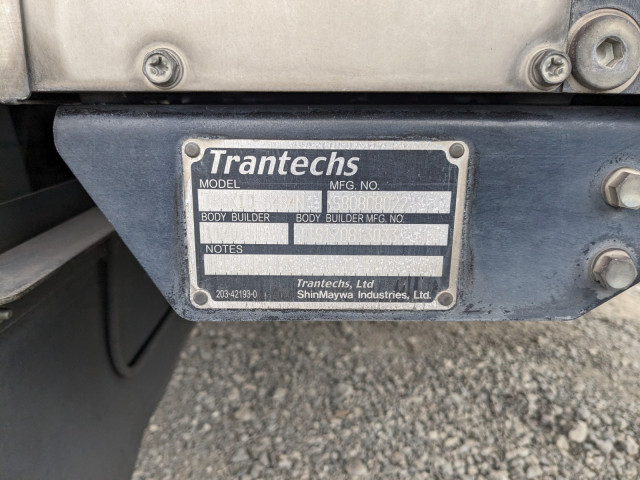 Trantechs
MODEL MFG. NO.
BODY BUILDER BODY BUILDER MFG. NO.
NOTES
Trantechs, Ltd
203-42193-0 ShinMaywa Industries, Ltd.